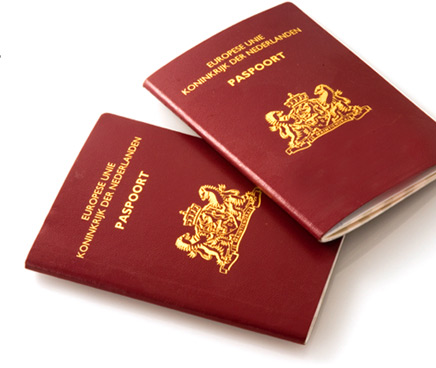 EUROPESE UNIE
KONINKRIJK DER NEDERLANDEN
PASPOORT
EUROPESE UNIE
KONINKRIJK DER NEDERLANDEN
PASPOORT